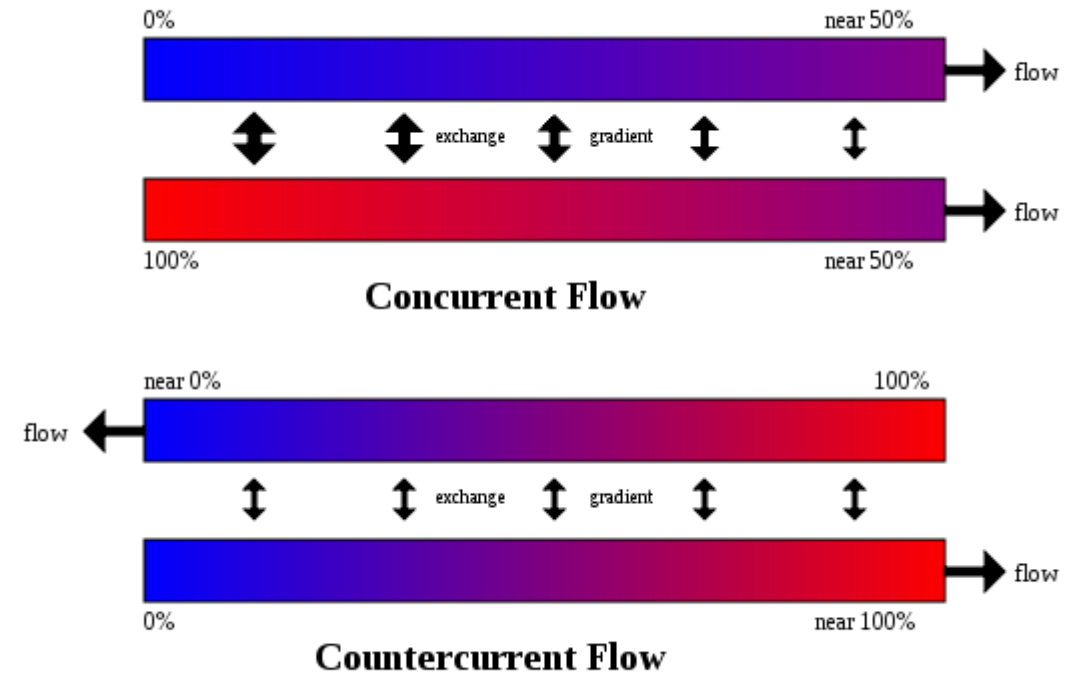 0% near 50%
flow
exchange gradient
flow
100% near 50%
Concurrent Flow
near 0% 100%
flow
exchange gradient
flow
0% near 100%
Countercurrent Flow